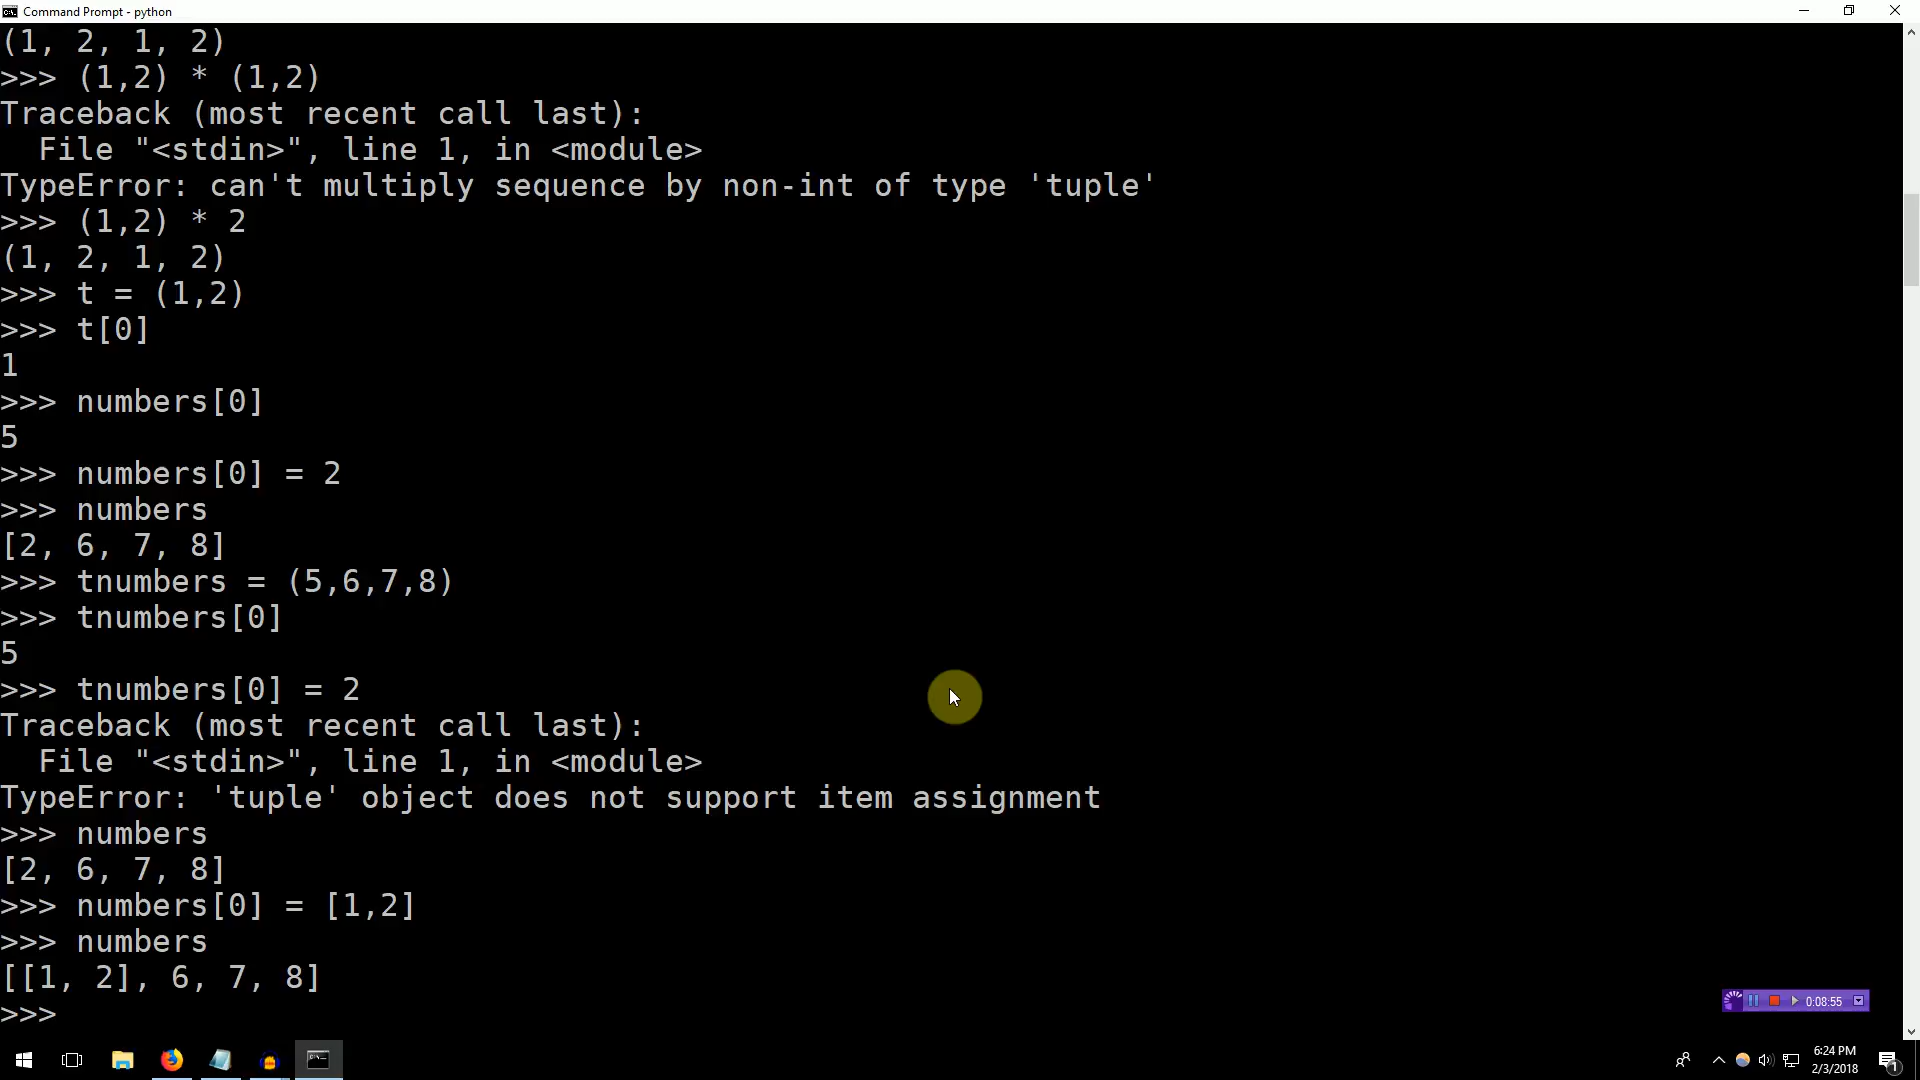 Command Prompt - python
(1, 2, 1, 2)
>>> (1,2) * (1,2)
Traceback (most recent call last):
  File "<stdin>", line 1, in <module>
TypeError: can't multiply sequence by non-int of type 'tuple'
>>> (1,2) * 2
(1, 2, 1, 2)
>>> t = (1,2)
>>> t[0]
1
>>> numbers[0]
5
>>> numbers[0] = 2
>>> numbers
[2, 6, 7, 8]
>>> tnumbers = (5,6,7,8)
>>> tnumbers[0]
5
>>> tnumbers[0] = 2
Traceback (most recent call last):
  File "<stdin>", line 1, in <module>
TypeError: 'tuple' object does not support item assignment
>>> numbers
[2, 6, 7, 8]
>>> numbers[0] = [1,2]
>>> numbers
[[1, 2], 6, 7, 8]
>>>
0:08:55
6:24 PM
2/3/2018
1